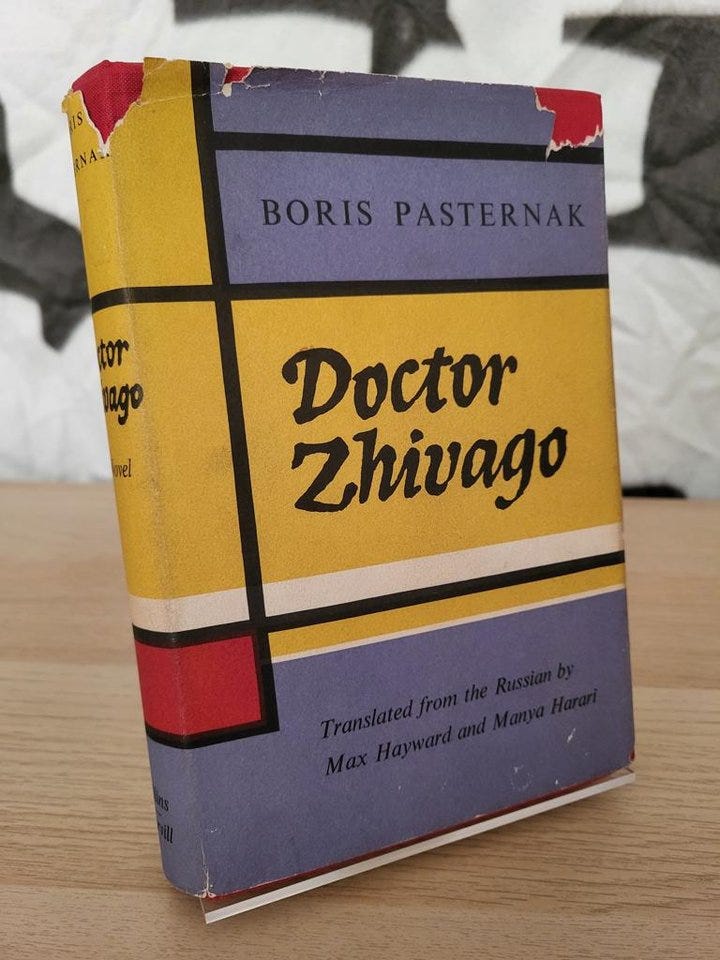 BORIS PASTERNAK
Doctor
Zhivago
Translated from the Russian by
Max Hayward and Manya Harari